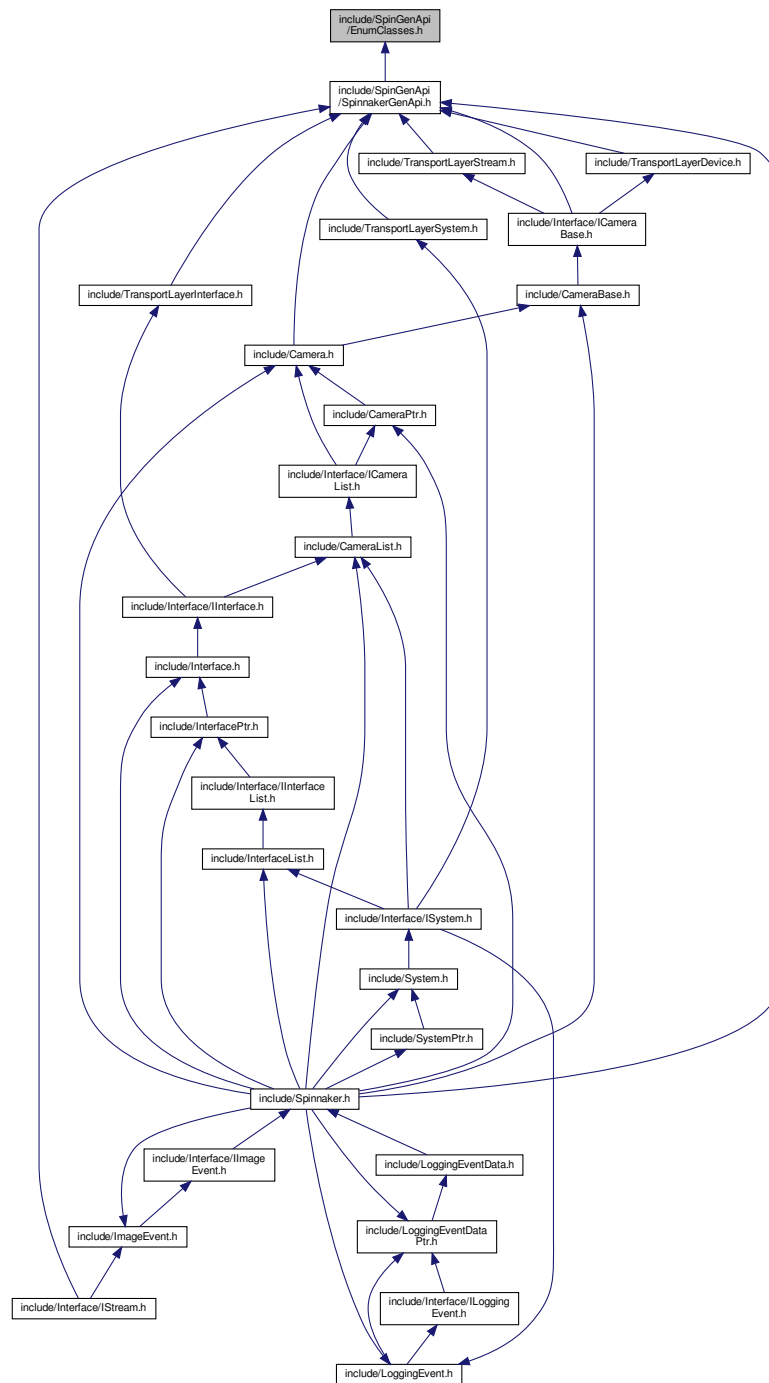 include/SpinGenApi
/EnumClasses.h
include/SpinGenApi
/SpinnakerGenApi.h
include/TransportLayerStream.h
include/TransportLayerDevice.h
include/TransportLayerSystem.h
include/Interface/ICamera
Base.h
include/TransportLayerInterface.h
include/CameraBase.h
include/Camera.h
include/CameraPtr.h
include/Interface/ICamera
List.h
include/CameraList.h
include/Interface/IInterface.h
include/Interface.h
include/InterfacePtr.h
include/Interface/IInterface
List.h
include/InterfaceList.h
include/Interface/ISystem.h
include/System.h
include/SystemPtr.h
include/Spinnaker.h
include/Interface/IImage
Event.h
include/LoggingEventData.h
include/ImageEvent.h
include/LoggingEventData
Ptr.h
include/Interface/IStream.h
include/Interface/ILogging
Event.h
include/LoggingEvent.h